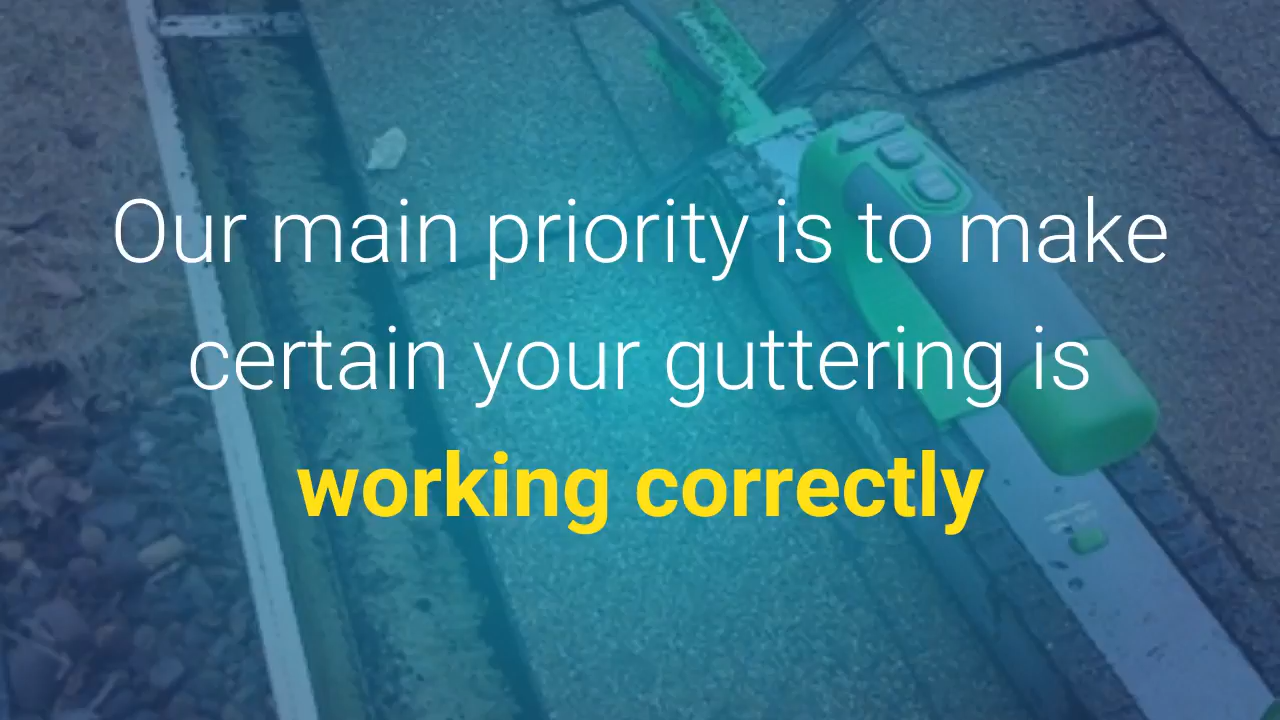 Our main priority is to make
certain your guttering is
working correctly